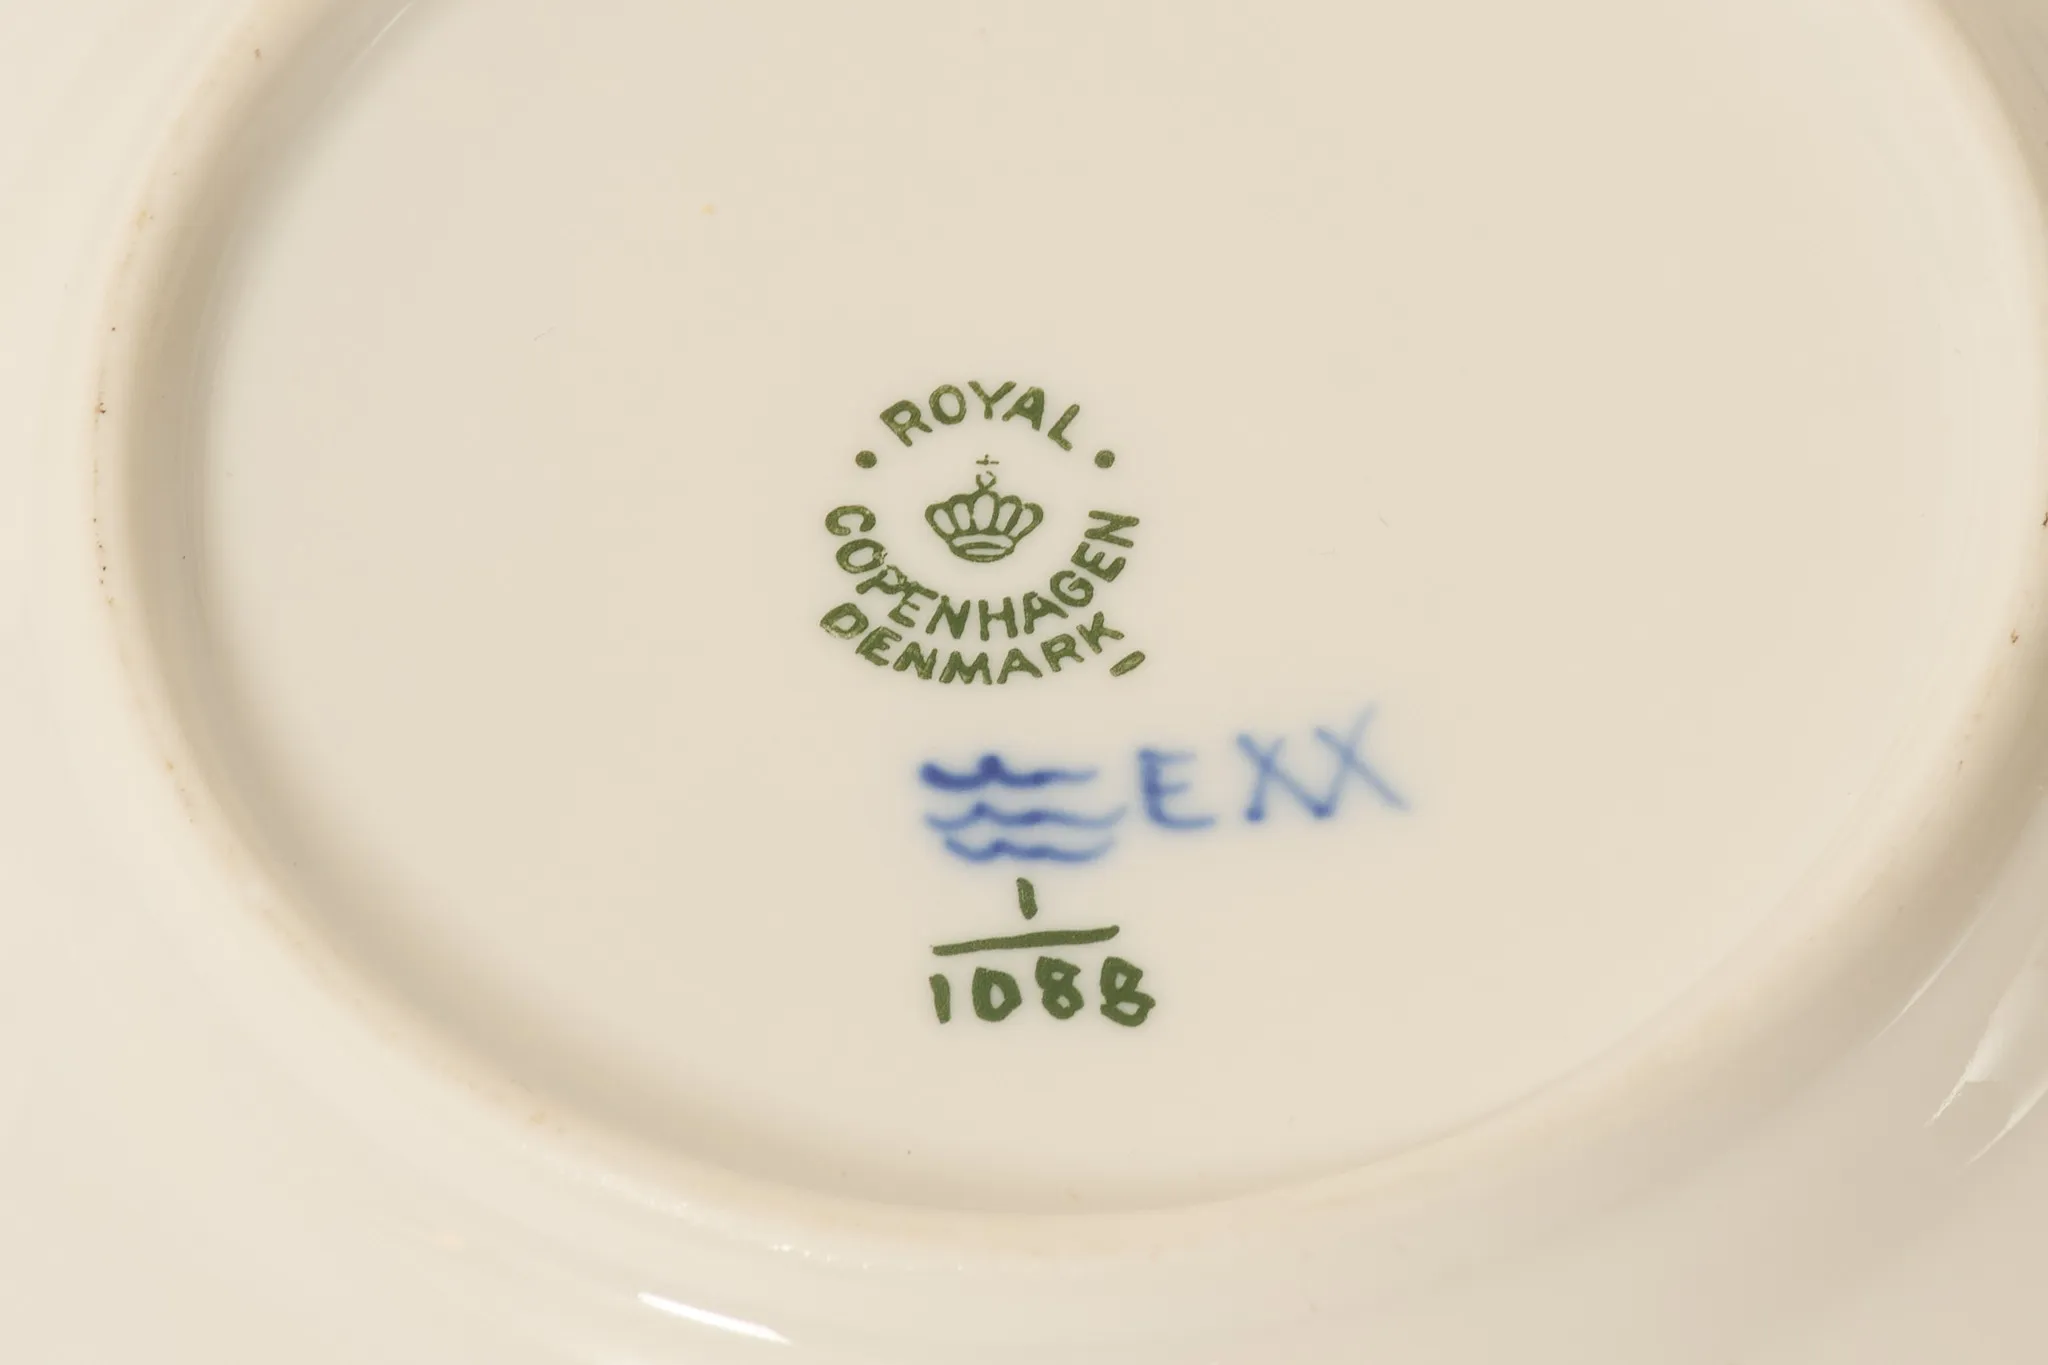 • ROYAL •
COPENHAGEN
DENMARK
EXX
1
1088